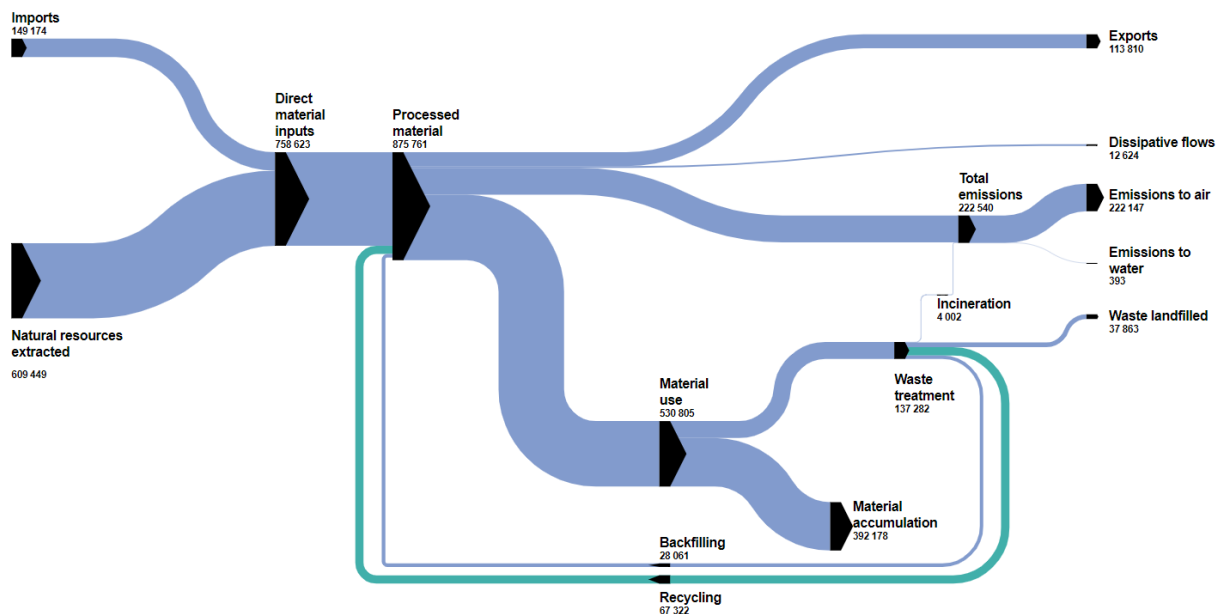 Imports
149 174
Exports
113 810
Direct
material
inputs
758 623
Processed
material
875 761
Dissipative flows
12 624
Total
emissions
222 540
Emissions to air
222 147
Emissions to
water
393
Incineration
4 002
Waste landfilled
37 863
Natural resources
extracted
609 449
Waste
treatment
137 282
Material
use
530 805
Material
accumulation
392 178
Backfilling
28 061
Recycling
67 322